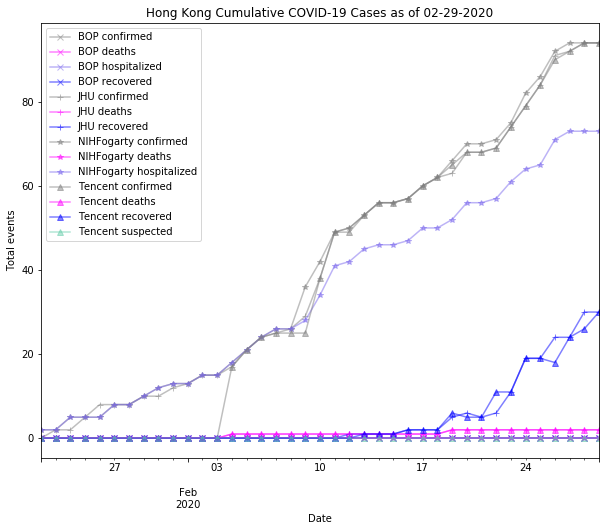 Hong Kong Cumulative COVID-19 Cases as of 02-29-2020
BOP confirmed
BOP deaths
BOP hospitalized
BOP recovered
JHU confirmed
JHU deaths
JHU recovered
NIHFogarty confirmed
NIHFogarty deaths
NIHFogarty hospitalized
Tencent confirmed
Tencent deaths
Tencent recovered
Tencent suspected
Total events
80
60
40
20
0
27 03 10 17 24
Feb
2020
Date